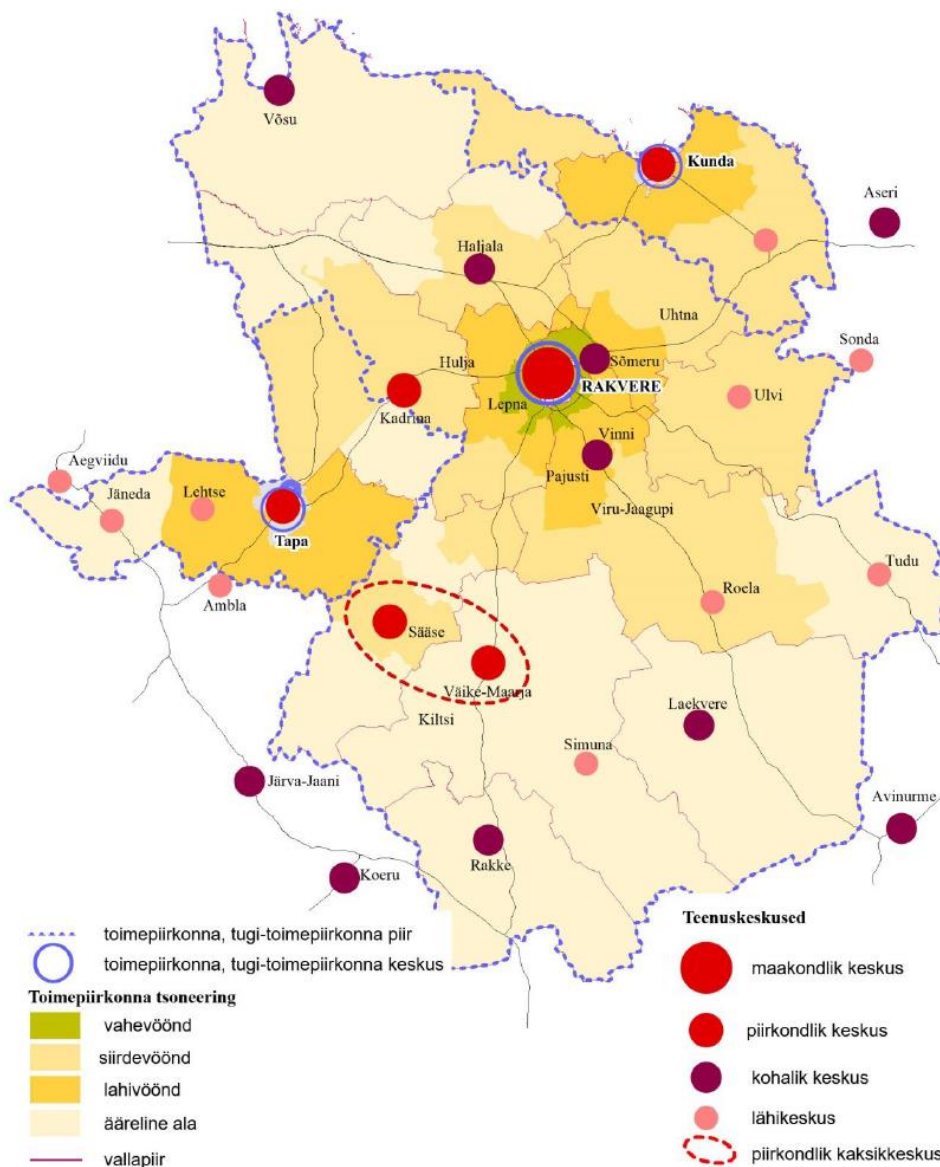 Võsu
Kunda
Aseri
Haljala
Uhtna
Sonda
Hulja
Sõmeru
RAKVERE
Ulvi
Lepna
Kadrina
Vinni
Aegviidu
Pajusti
Jäneda
Lehtse
Viru-Jaagupi
Tapa
Tudu
Roela
Ambla
Sääse
Väike-Maarja
Laekvere
Kiltsi
Simuna
Järva-Jaani
Avinurme
Rakke
Koeru
toimepiirkonna, tugi-toimepiirkonna piir
toimepiirkonna, tugi-toimepiirkonna keskus
Toimepiirkonna tsoneering
vahevöönd
siirdevöönd
lahivöönd
ääreline ala
vallapiir
Teenuskeskused
maakondlik keskus
piirkondlik keskus
kohalik keskus
lähikeskus
piirkondlik kaksikkeskus